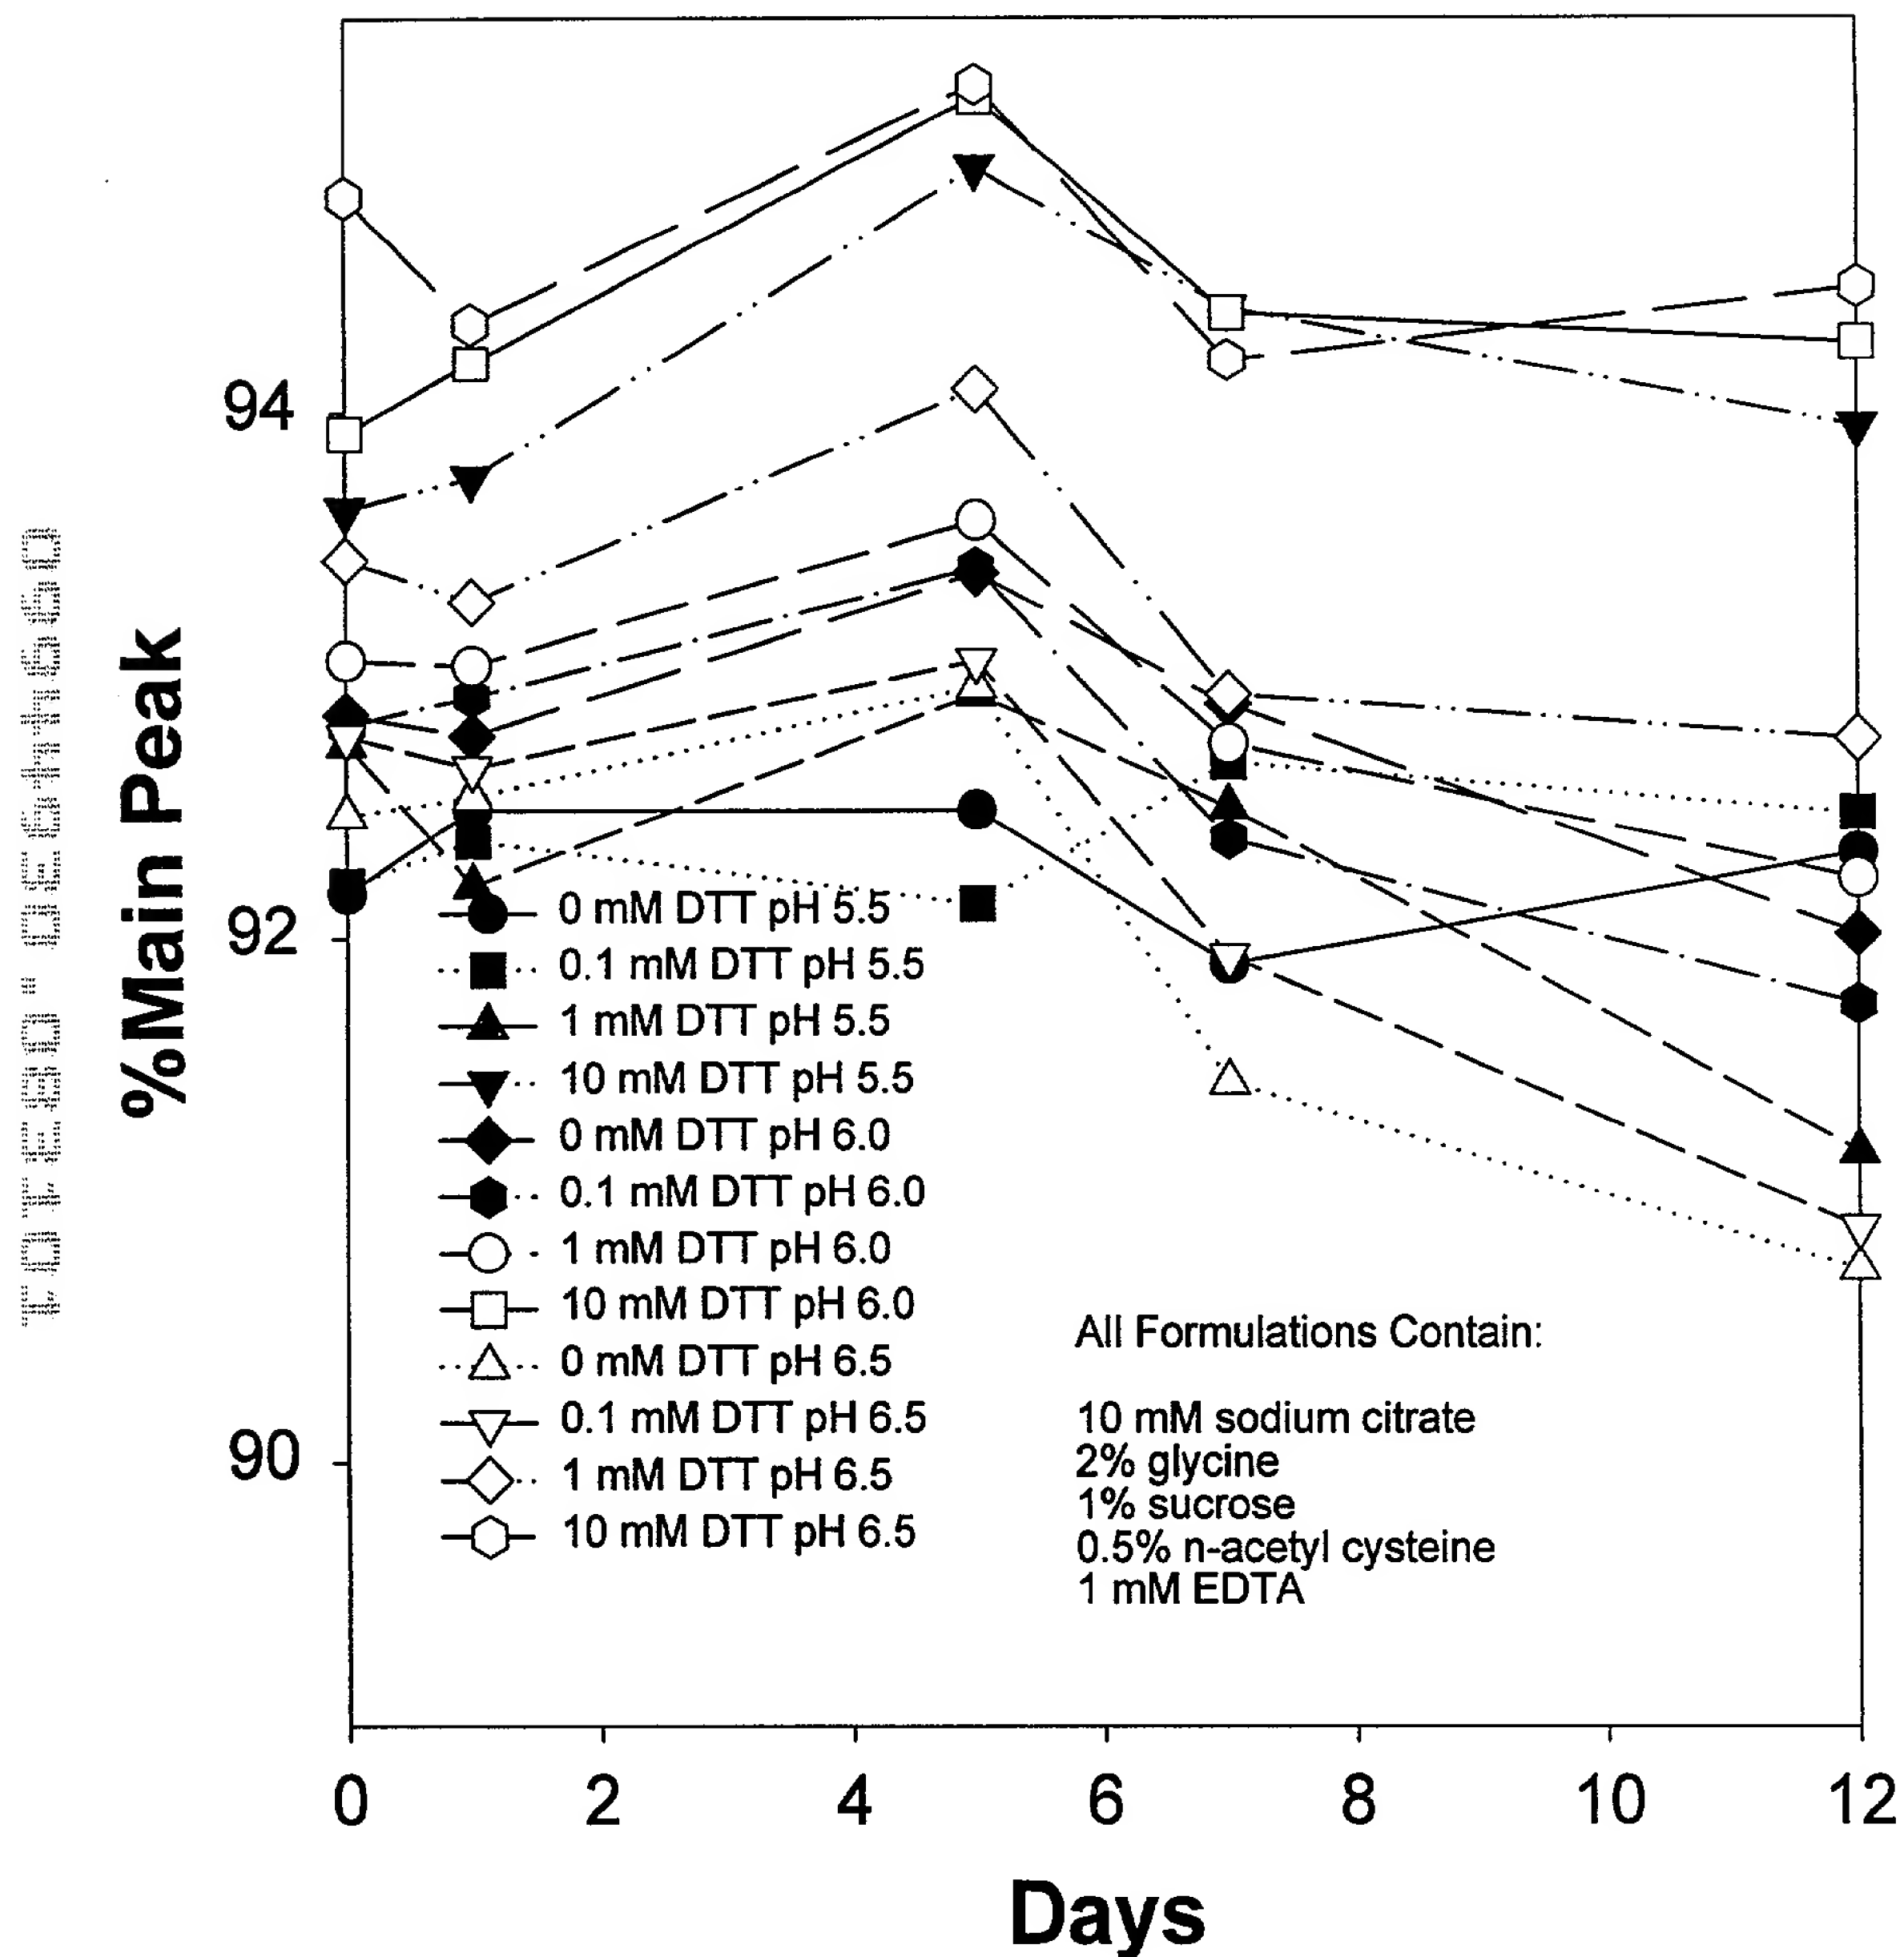 94
92
90
%Main Peak
0 mM DTT pH 5.5
0.1 mM DTT pH 5.5
1 mM DTT pH 5.5
10 mM DTT pH 5.5
0 mM DTT pH 6.0
0.1 mM DTT pH 6.0
1 mM DTT pH 6.0
10 mM DTT pH 6.0
0 mM DTT pH 6.5
0.1 mM DTT pH 6.5
1 mM DTT pH 6.5
10 mM DTT pH 6.5
All Formulations Contain:
10 mM sodium citrate
2% glycine
1% sucrose
0.5% n-acetyl cysteine
1 mM EDTA
0 2 4 6 8 10 12
Days